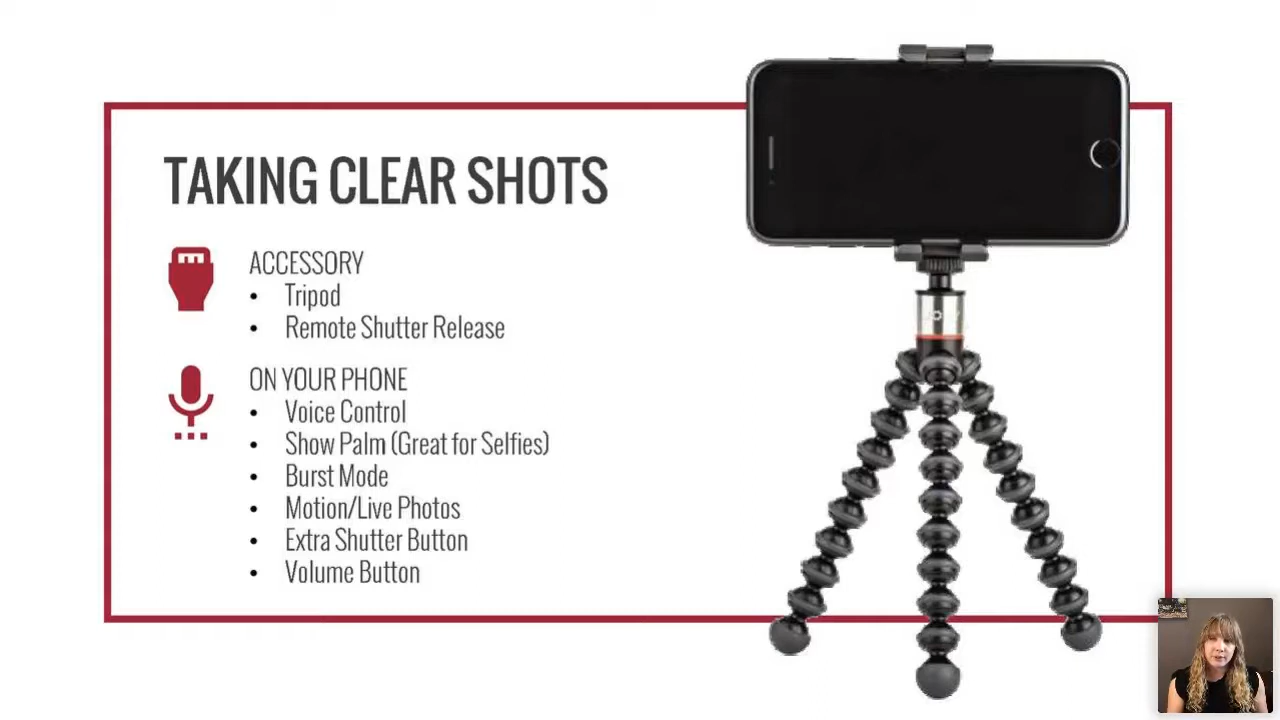 TAKING CLEAR SHOTS
ACCESSORY
• Tripod
• Remote Shutter Release
ON YOUR PHONE
• Voice Control
• Show Palm (Great for Selfies)
• Burst Mode
• Motion/Live Photos
• Extra Shutter Button
• Volume Button